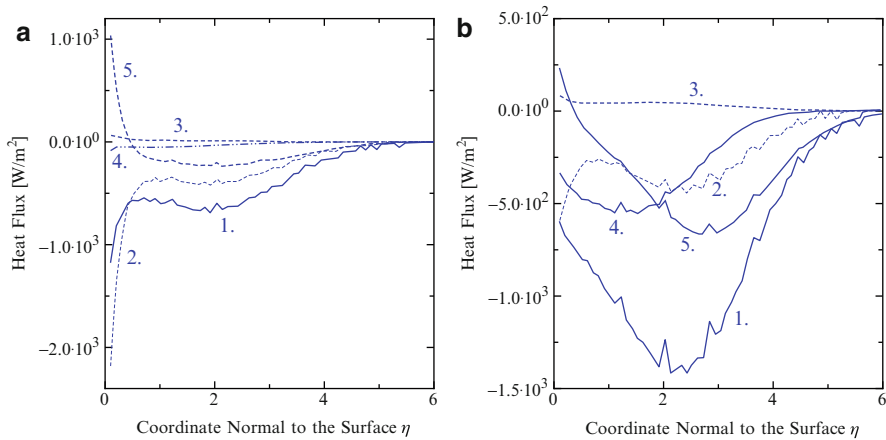 a
1.0·10³
0.0·10⁰
−1.0·10³
−2.0·10³
Heat Flux [W/m²]
5.
3.
4.
1.
2.
0 2 4 6
Coordinate Normal to the Surface η
b
5.0·10²
0.0·10⁰
−5.0·10²
−1.0·10³
−1.5·10³
Heat Flux [W/m²]
3.
2.
4.
5.
1.
0 2 4 6
Coordinate Normal to the Surface η